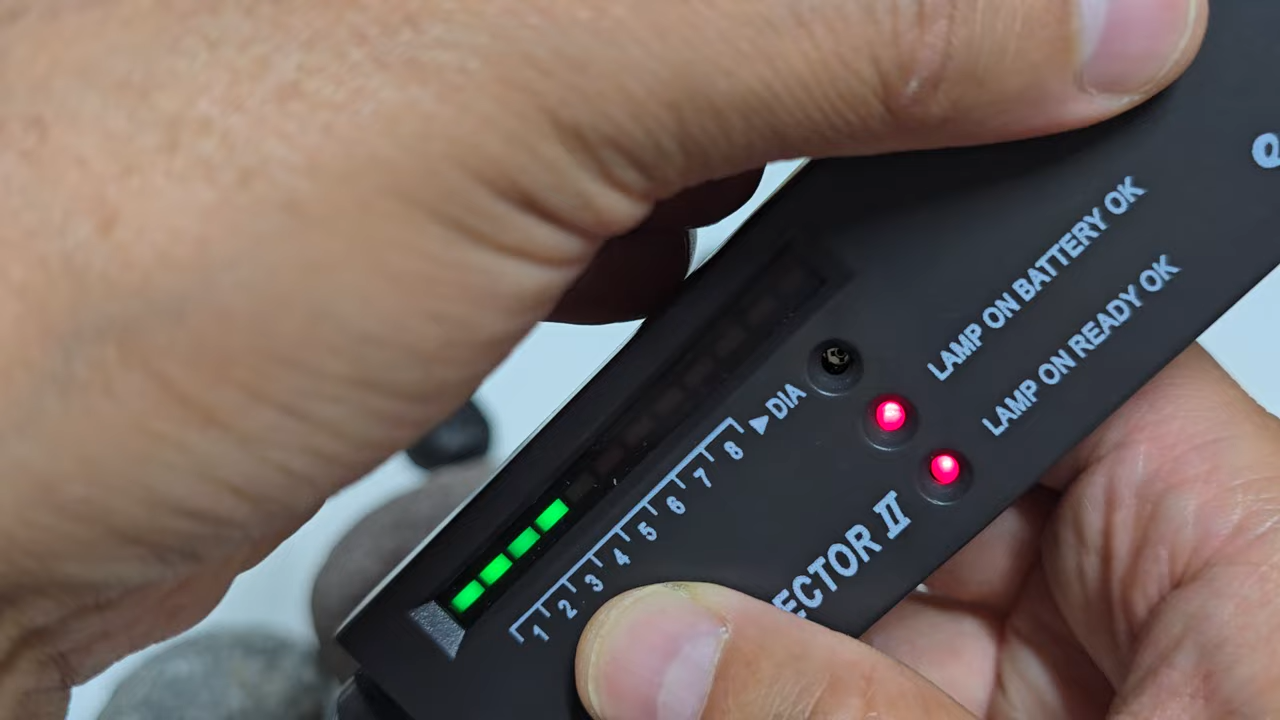 LAMP ON BATTERY OK
LAMP ON READY OK
▶DIA
1 2 3 4 5 6 7 8
ECTOR II